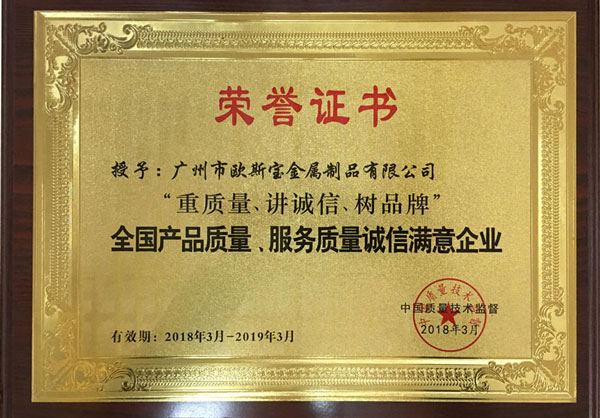 荣誉证书
授予：广州市欧斯宝金属制品有限公司
“重质量、讲诚信、树品牌”
全国产品质量、服务质量诚信满意企业
中国质量技术监督
2018年3月
有效期：2018年3月-2019年3月